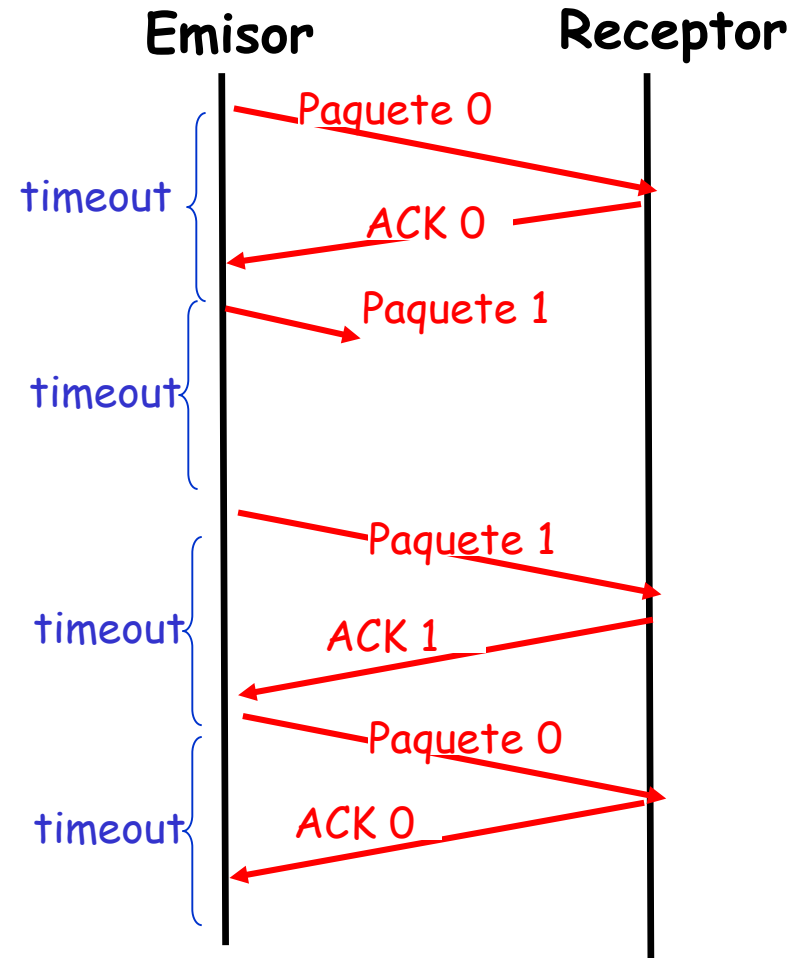 Emisor
Receptor
Paquete 0
timeout
ACK 0
Paquete 1
timeout
Paquete 1
timeout
ACK 1
Paquete 0
timeout
ACK 0